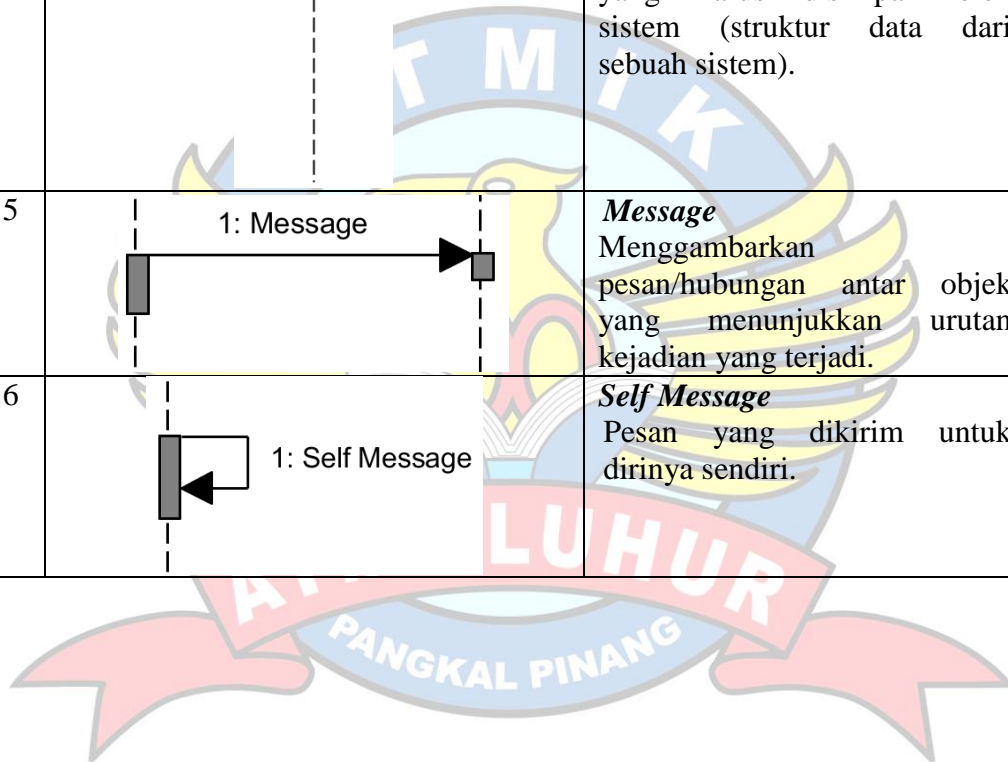 sistem (struktur data dari
sebuah sistem).
5
1: Message
Message
Menggambarkan
pesan/hubungan antar objek
yang menunjukkan urutan
kejadian yang terjadi.
6
1: Self Message
Self Message
Pesan yang dikirim untuk
dirinya sendiri.
T M I K
LUHUR
PANGKAL PINANG